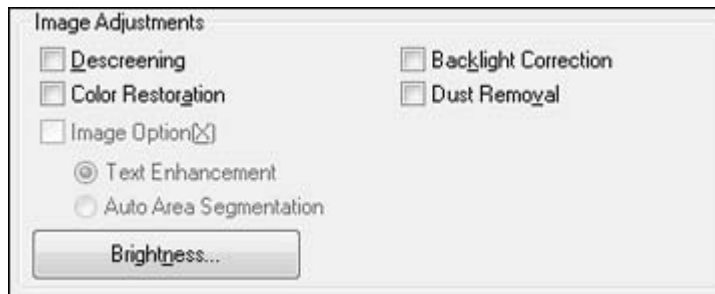 Image Adjustments
Descreening
Backlight Correction
Color Restoration
Dust Removal
Image Option(X)
Text Enhancement
Auto Area Segmentation
Brightness...